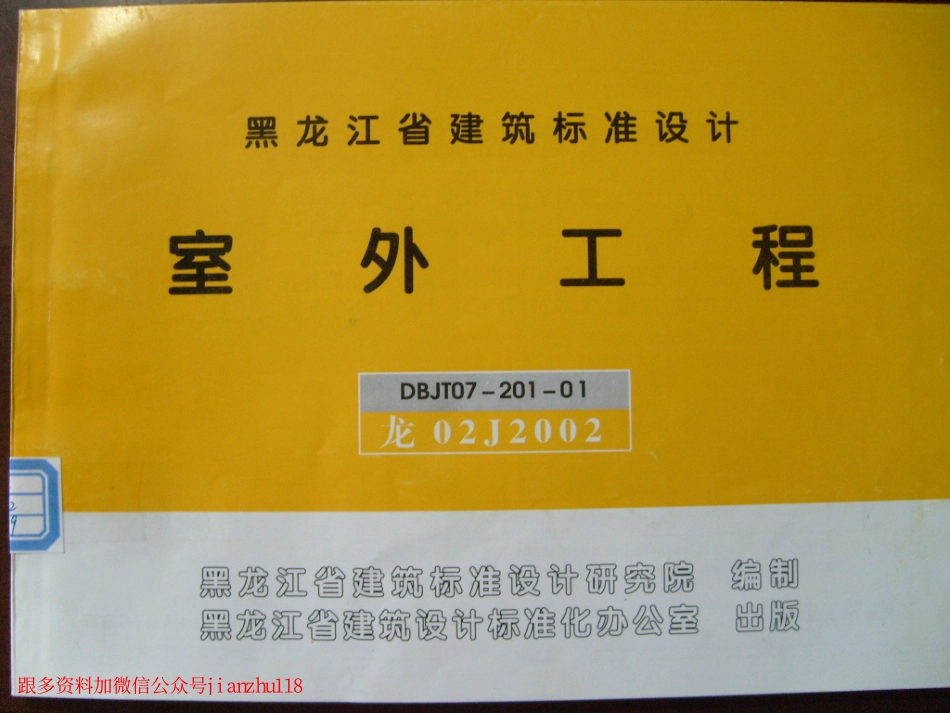 黑龙江省建筑标准设计
室外工程
DBJT07-201-01
龙 02J2002
2
9
黑龙江省建筑标准设计研究院 编制
黑龙江省建筑设计标准化办公室 出版
跟多资料加微信公众号jianzhu118